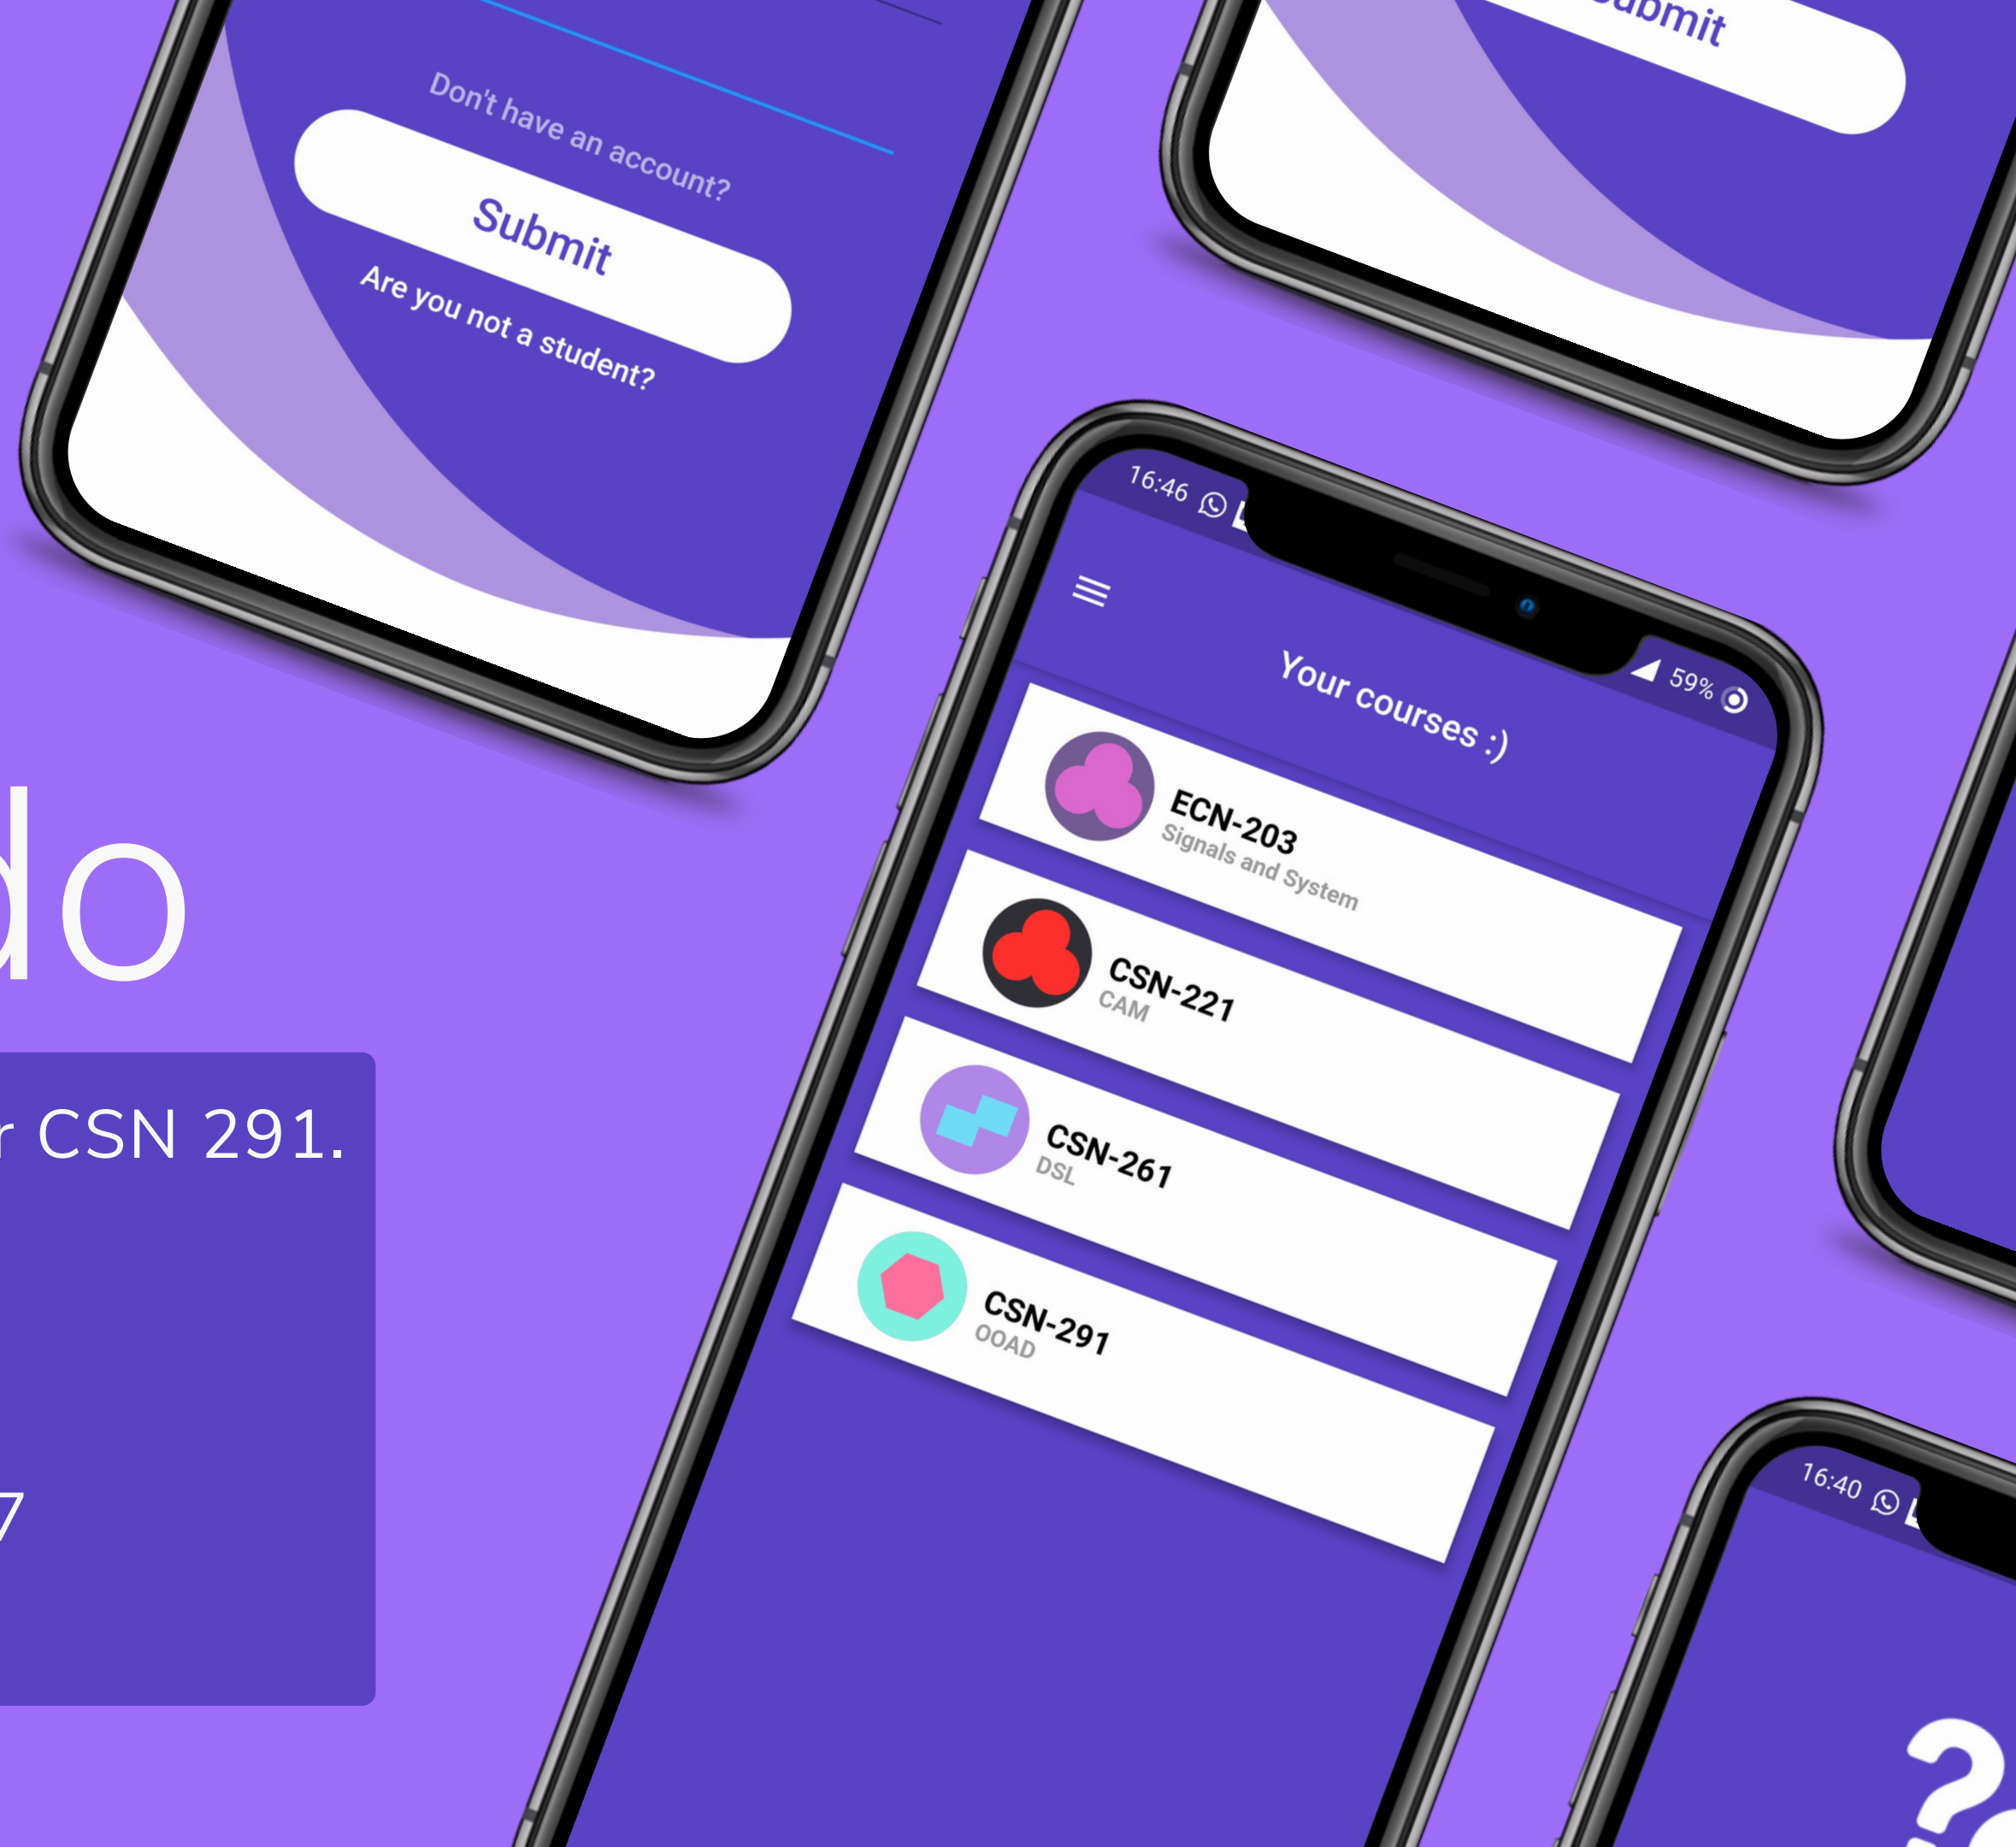 Don't have an account?
Submit
Are you not a student?
Submit
16:46
59%
Your courses :)
ECN-203
Signals and System
CSN-221
CAM
CSN-261
DSL
CSN-291
OOAD
do
r CSN 291.
7
16:40
?